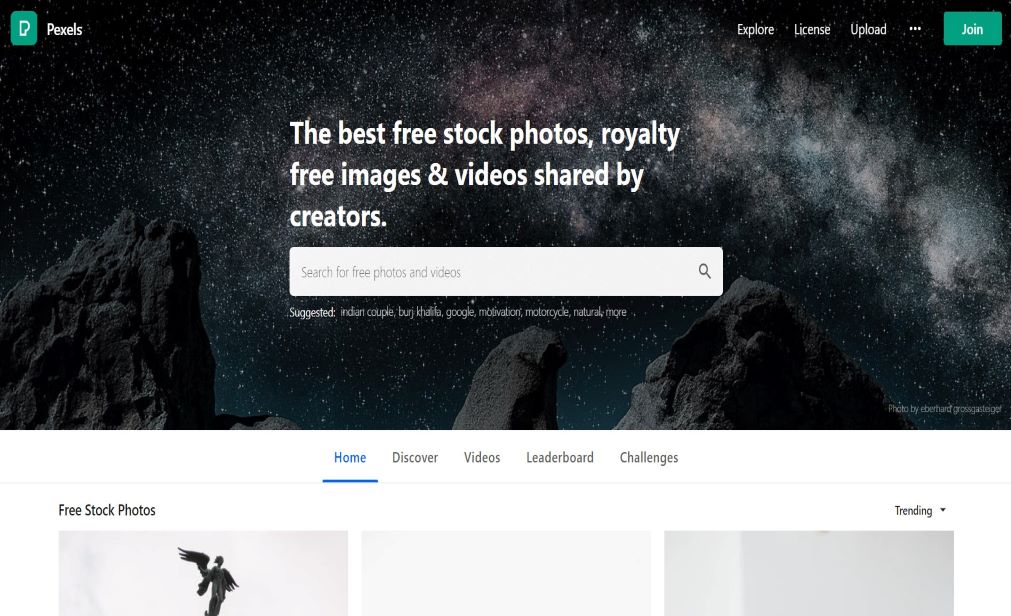 Pexels
Explore License Upload ••• Join
The best free stock photos, royalty
free images & videos shared by
creators.
Search for free photos and videos
Suggested: indian couple, burj khalifa, google, motivation, motorcycle, natural, more
Photo by eberhard grossgasteiger
Home Discover Videos Leaderboard Challenges
Free Stock Photos
Trending